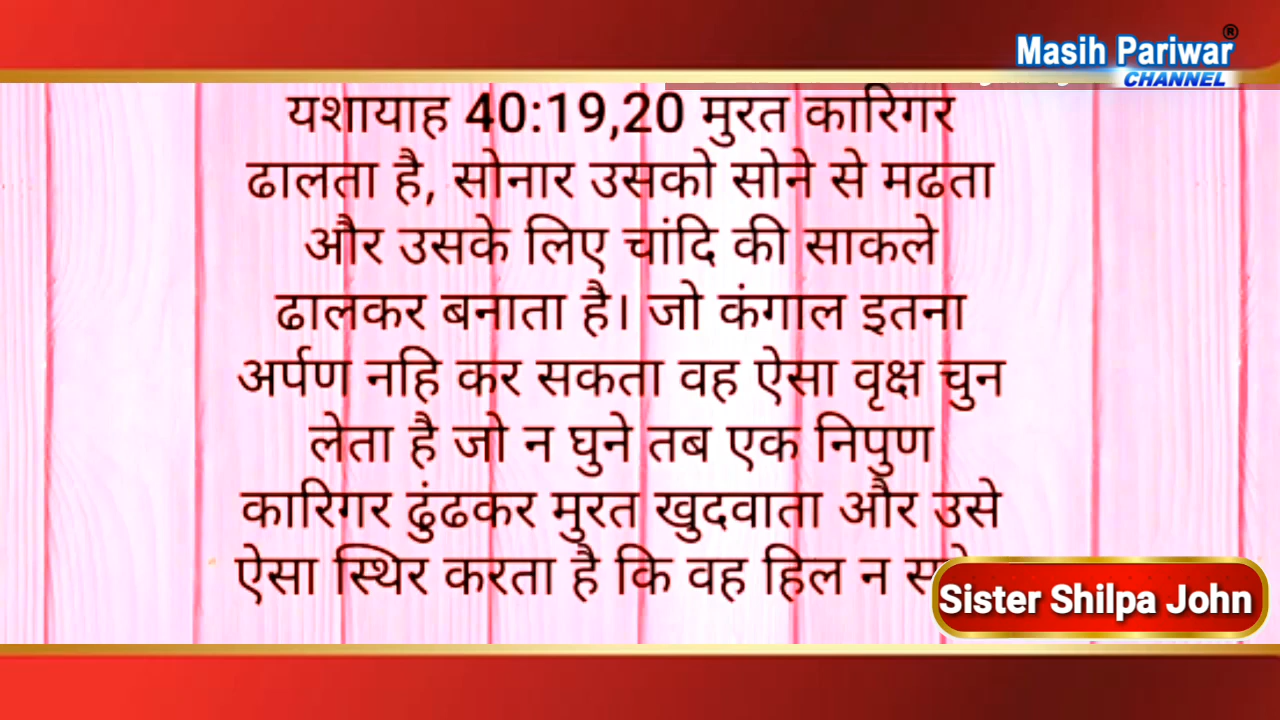 Masih Pariwar ®
CHANNEL
यशायाह 40:19,20 मुरत कारिगर
ढालता है, सोनार उसको सोने से मढता
और उसके लिए चांदि की साकले
ढालकर बनाता है। जो कंगाल इतना
अर्पण नहि कर सकता वह ऐसा वृक्ष चुन
लेता है जो न घुने तब एक निपुण
कारिगर ढुंढकर मुरत खुदवाता और उसे
ऐसा स्थिर करता है कि वह हिल न
Sister Shilpa John